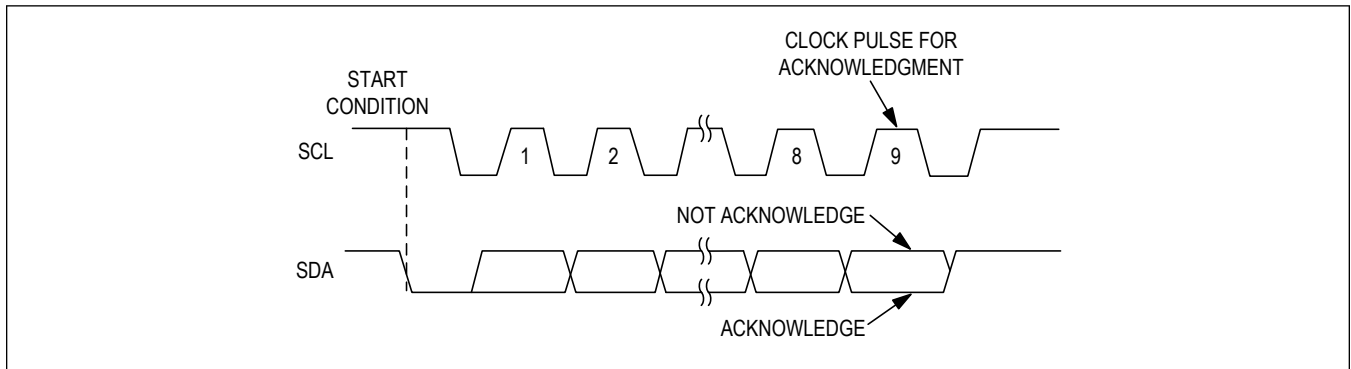 CLOCK PULSE FOR
ACKNOWLEDGMENT
START
CONDITION
SCL
1
2
8
9
NOT ACKNOWLEDGE
SDA
ACKNOWLEDGE